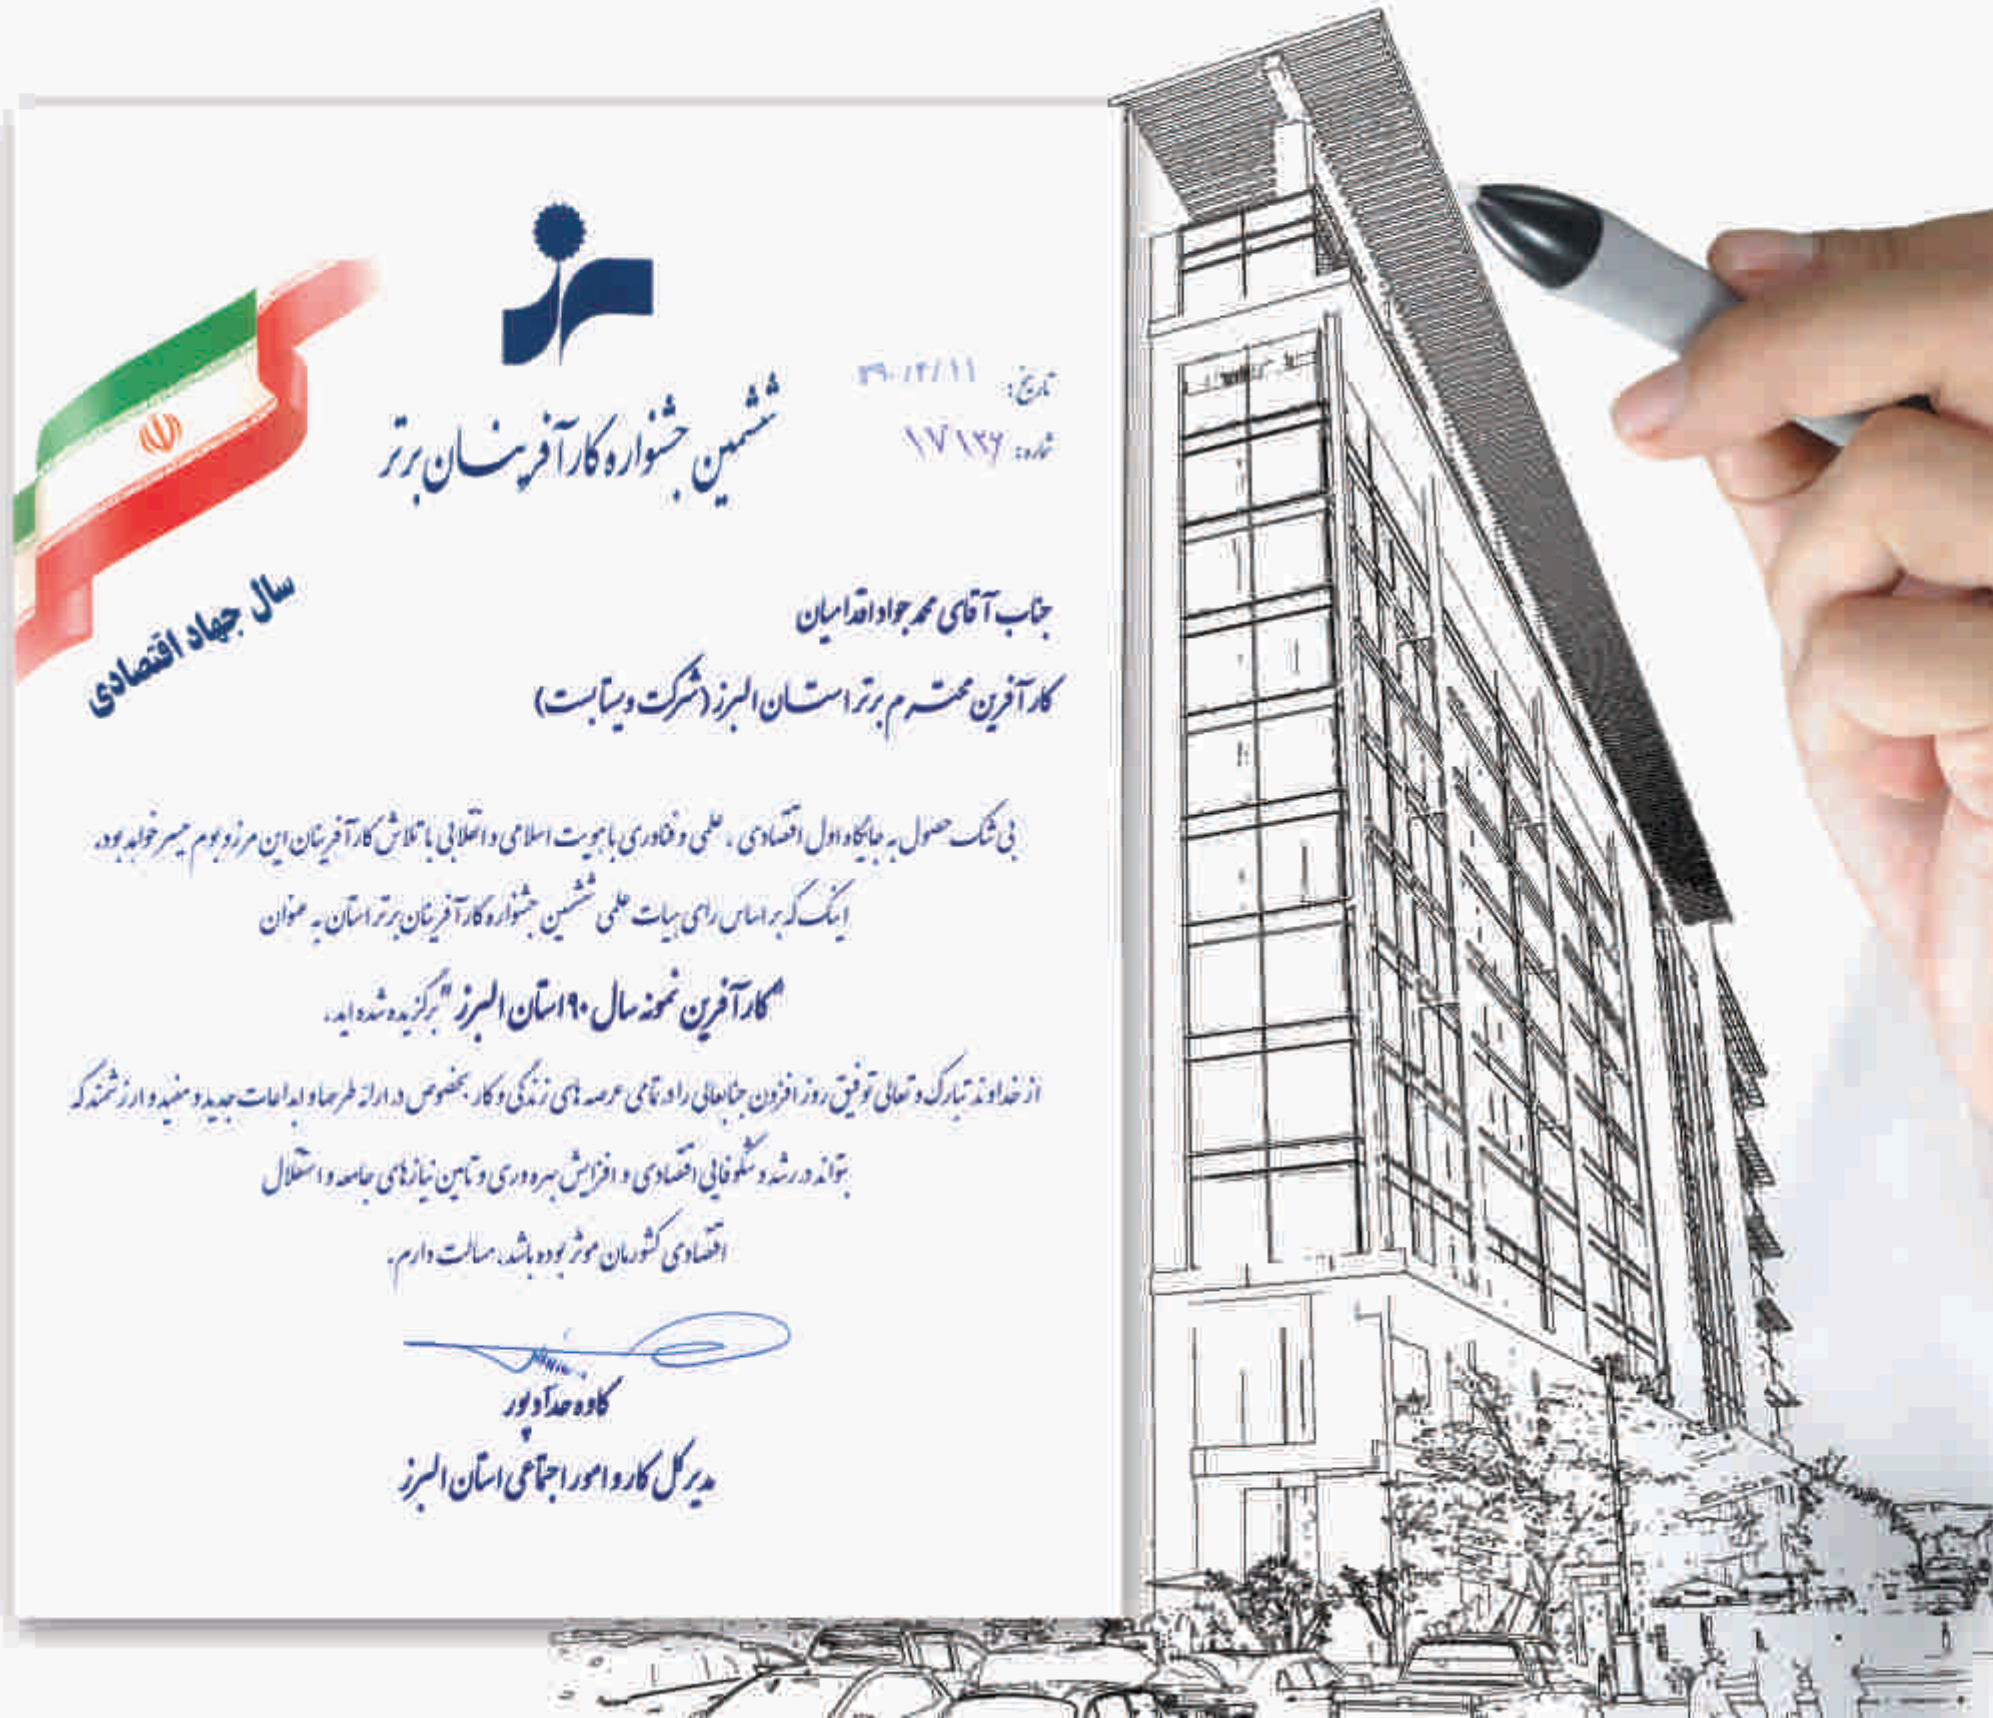 تاریخ: ۳۹۰/۴/۱۱
شماره: ۱۷۱۲۶
ششمین جشنواره کارآفرینان برتر
سال جهاد اقتصادی
جناب آقای محمدجواد اقدامیان
کارآفرین محترم برتر استان البرز (شرکت ویستابست)
بی شک حصول به جایگاه اول اقتصادی ، علمی و فناوری با هویت اسلامی و انقلابی با تلاش کارآفرینان این مرز و بوم میسر خواهد بود.
اینک که بر اساس رای هیات علمی ششمین جشنواره کارآفرینان برتر استان به عنوان
"کارآفرین نمونه سال ۹۰ استان البرز" برگزیده شده اید،
از خداوند تبارک و تعالی توفیق روز افزون جنابعالی را در تمامی عرصه های زندگی و کار بخصوص در ارائه طرحها و ابداعات جدید و مفید و ارزشمند که
بتواند در رشد و شکوفایی اقتصادی و افزایش بهره وری و تامین نیازهای جامعه و استقلال
اقتصادی کشورمان موثر بوده باشد، مسالت دارم.
کاوه
مدیرکل کار و امور اجتماعی استان البرز